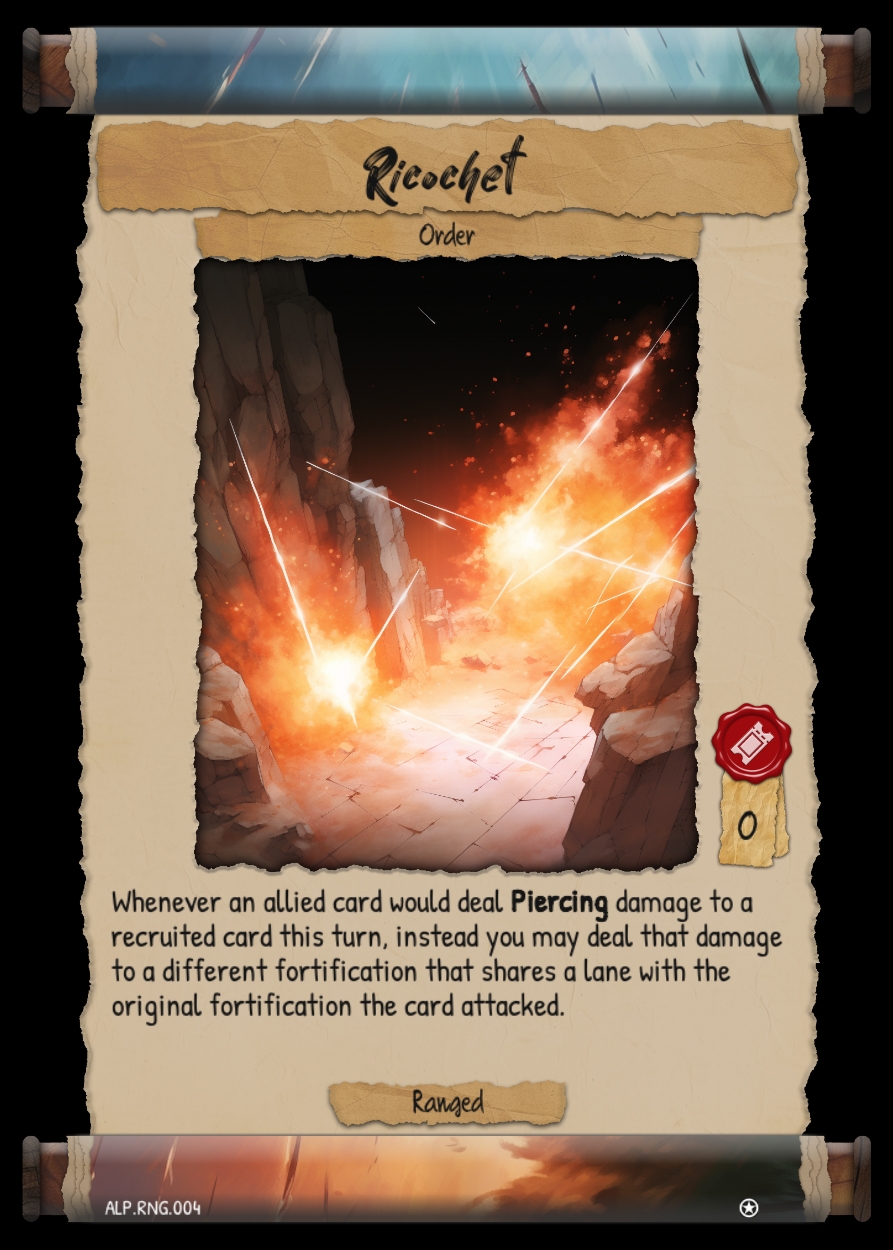 Ricochet
Order
0
Whenever an allied card would deal Piercing damage to a
recruited card this turn, instead you may deal that damage
to a different fortification that shares a lane with the
original fortification the card attacked.
Ranged
ALP.RNG.004